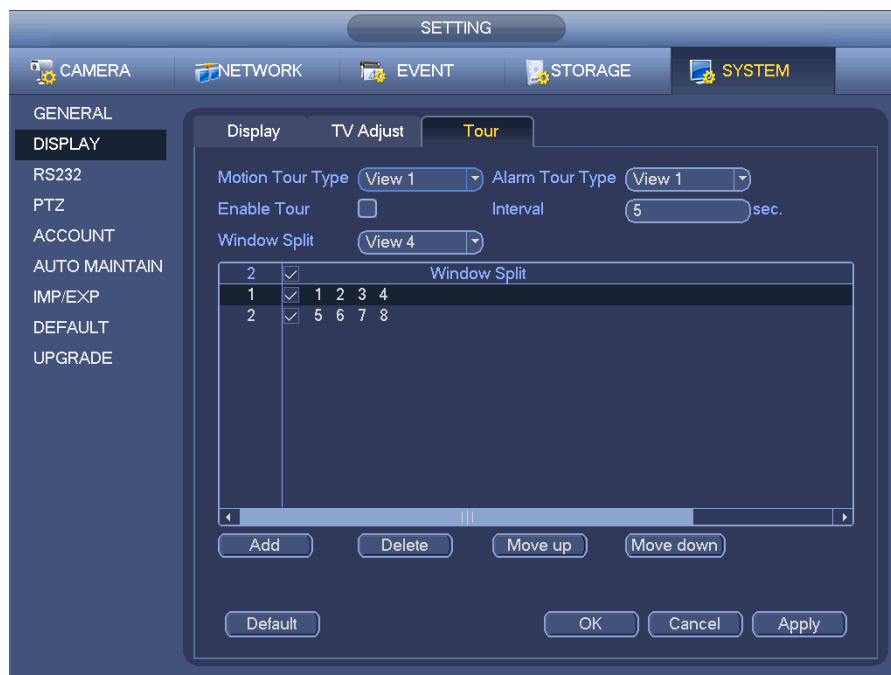 SETTING
CAMERA NETWORK EVENT STORAGE SYSTEM
GENERAL
DISPLAY
RS232
PTZ
ACCOUNT
AUTO MAINTAIN
IMP/EXP
DEFAULT
UPGRADE
Display TV Adjust Tour
Motion Tour Type View 1 Alarm Tour Type View 1
Enable Tour Interval 5 sec.
Window Split View 4
2 Window Split
1 1 2 3 4
2 5 6 7 8
Add Delete Move up Move down
Default OK Cancel Apply